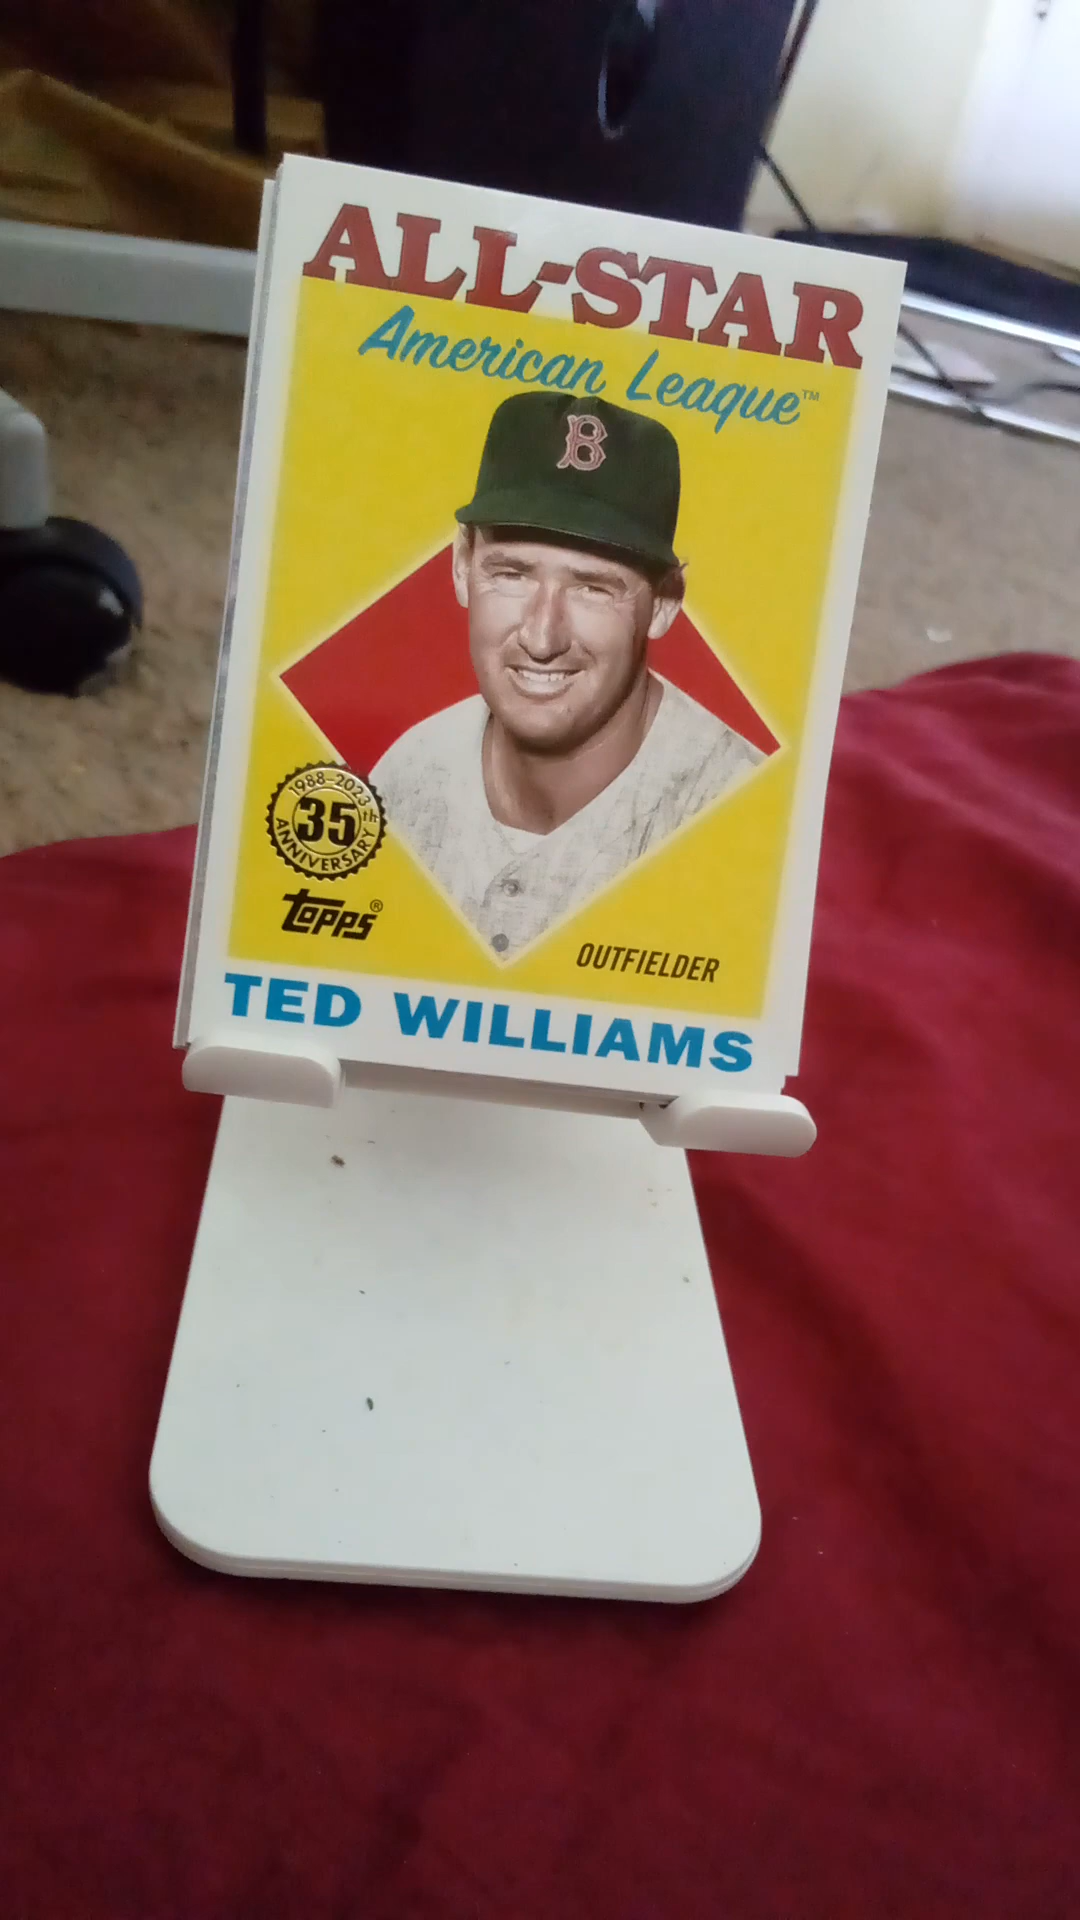 ALL-STAR
American League™
B
1988-2023
35th
ANNIVERSARY
Topps®
OUTFIELDER
TED WILLIAMS